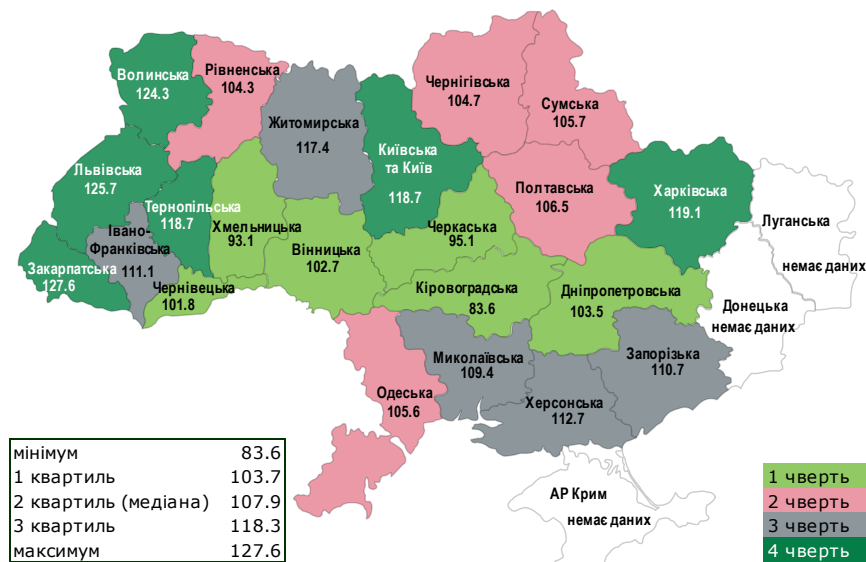 Волинська
124.3
Рівненська
104.3
Житомирська
117.4
Київська
та Київ
118.7
Чернігівська
104.7
Сумська
105.7
Львівська
125.7
Тернопільська
118.7
Хмельницька
93.1
Вінницька
102.7
Черкаська
95.1
Полтавська
106.5
Харківська
119.1
Луганська
немає даних
Івано-
Франківська
111.1
Закарпатська
127.6
Чернівецька
101.8
Кіровоградська
83.6
Дніпропетровська
103.5
Донецька
немає даних
Одеська
105.6
Миколаївська
109.4
Херсонська
112.7
Запорізька
110.7
АР Крим
немає даних
мінімум 83.6
1 квартиль 103.7
2 квартиль (медіана) 107.9
3 квартиль 118.3
максимум 127.6
1 чверть
2 чверть
3 чверть
4 чверть